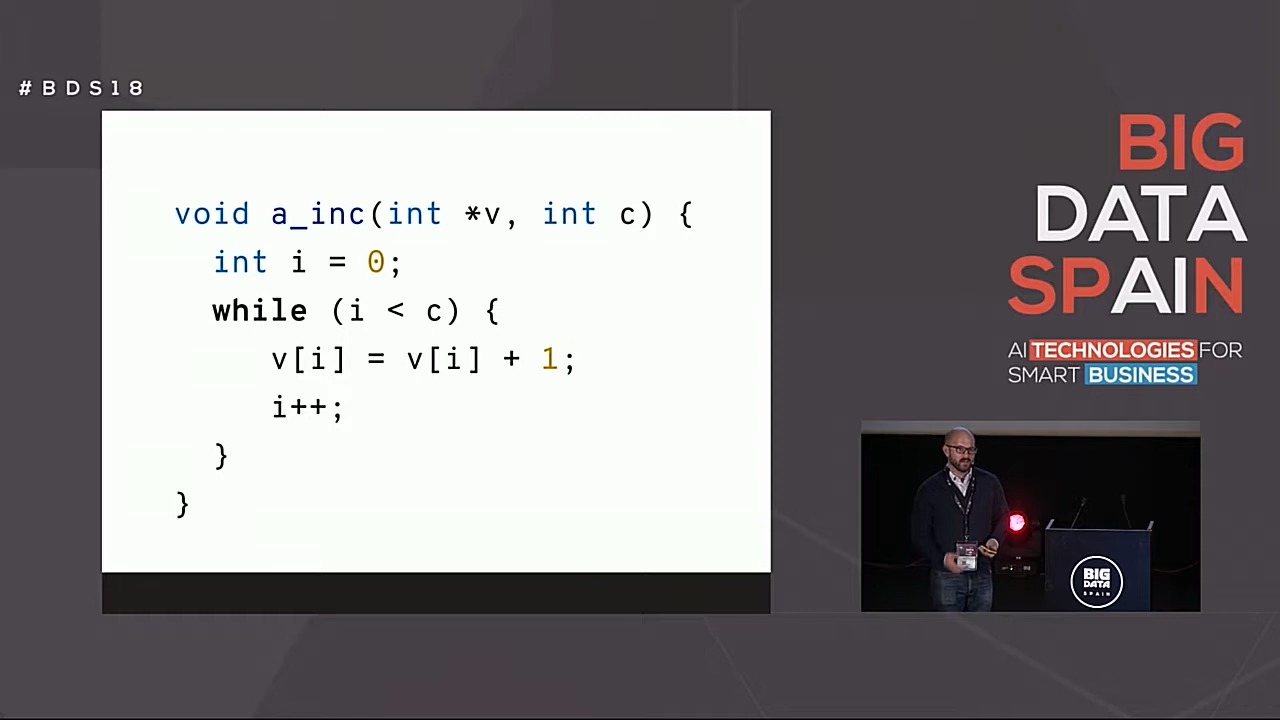 #BDS18
void a_inc(int *v, int c) {
int i = 0;
while (i < c) {
v[i] = v[i] + 1;
i++;
}
}
BIG
DATA
SPAIN
AI TECHNOLOGIES FOR
SMART BUSINESS
BIG
DATA
SPAIN